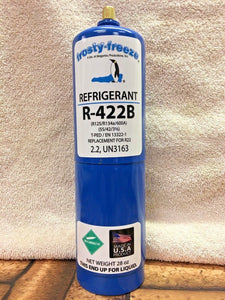 frosty-freeze
REFRIGERANT
R-422B
(R125/R134a/600A)
(55/42/3%)
T-PED / EN 13322-1
REPLACEMENT FOR R22
2.2, UN3163
MADE IN
U.S.A
NET WEIGHT 28 oz
THIS END UP FOR LIQUID